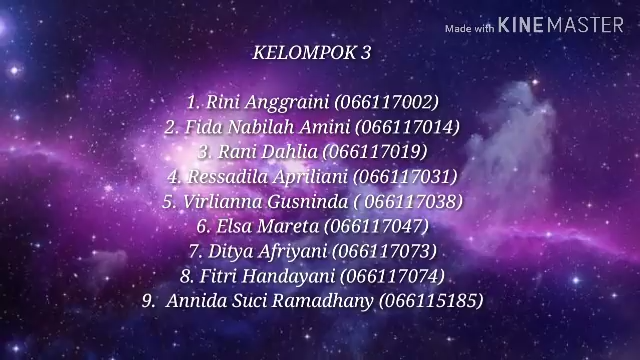 Made with KINEMASTER
KELOMPOK 3
1. Rini Anggraini (066117002)
2. Fida Nabilah Amini (066117014)
3. Rani Dahlia (066117019)
4. Ressadila Apriliani (066117031)
5. Virlianna Gusninda ( 066117038)
6. Elsa Mareta (066117047)
7. Ditya Afriyani (066117073)
8. Fitri Handayani (066117074)
9.  Annida Suci Ramadhany (066115185)